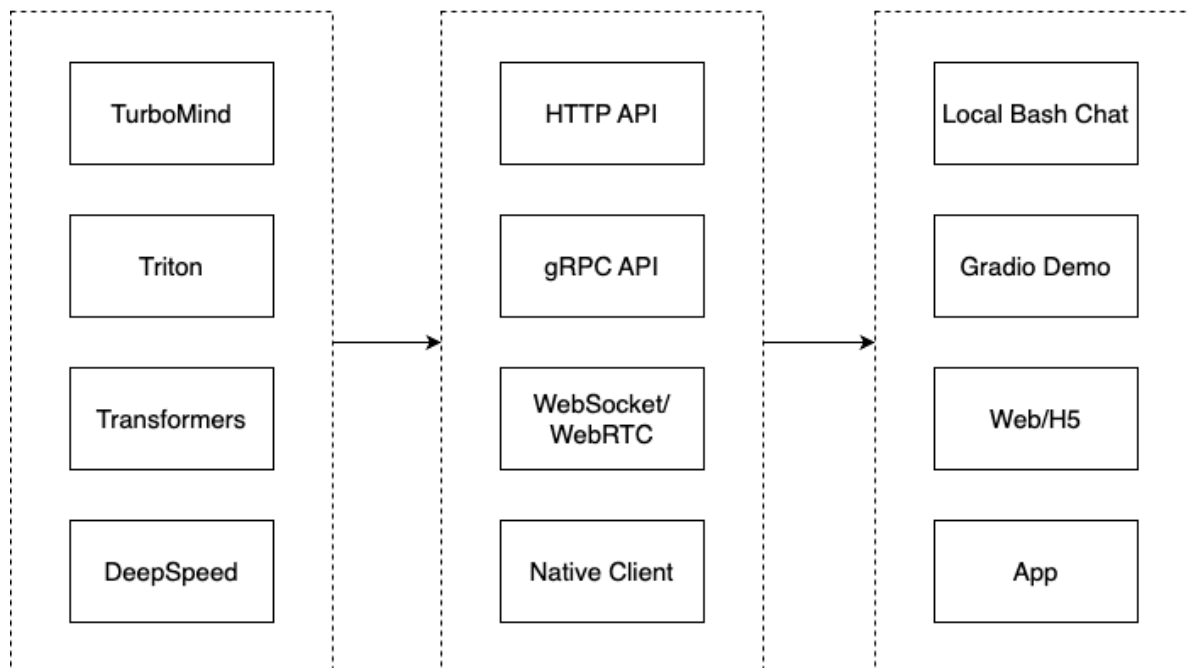 TurboMind
Triton
Transformers
DeepSpeed
HTTP API
gRPC API
WebSocket/
WebRTC
Native Client
Local Bash Chat
Gradio Demo
Web/H5
App